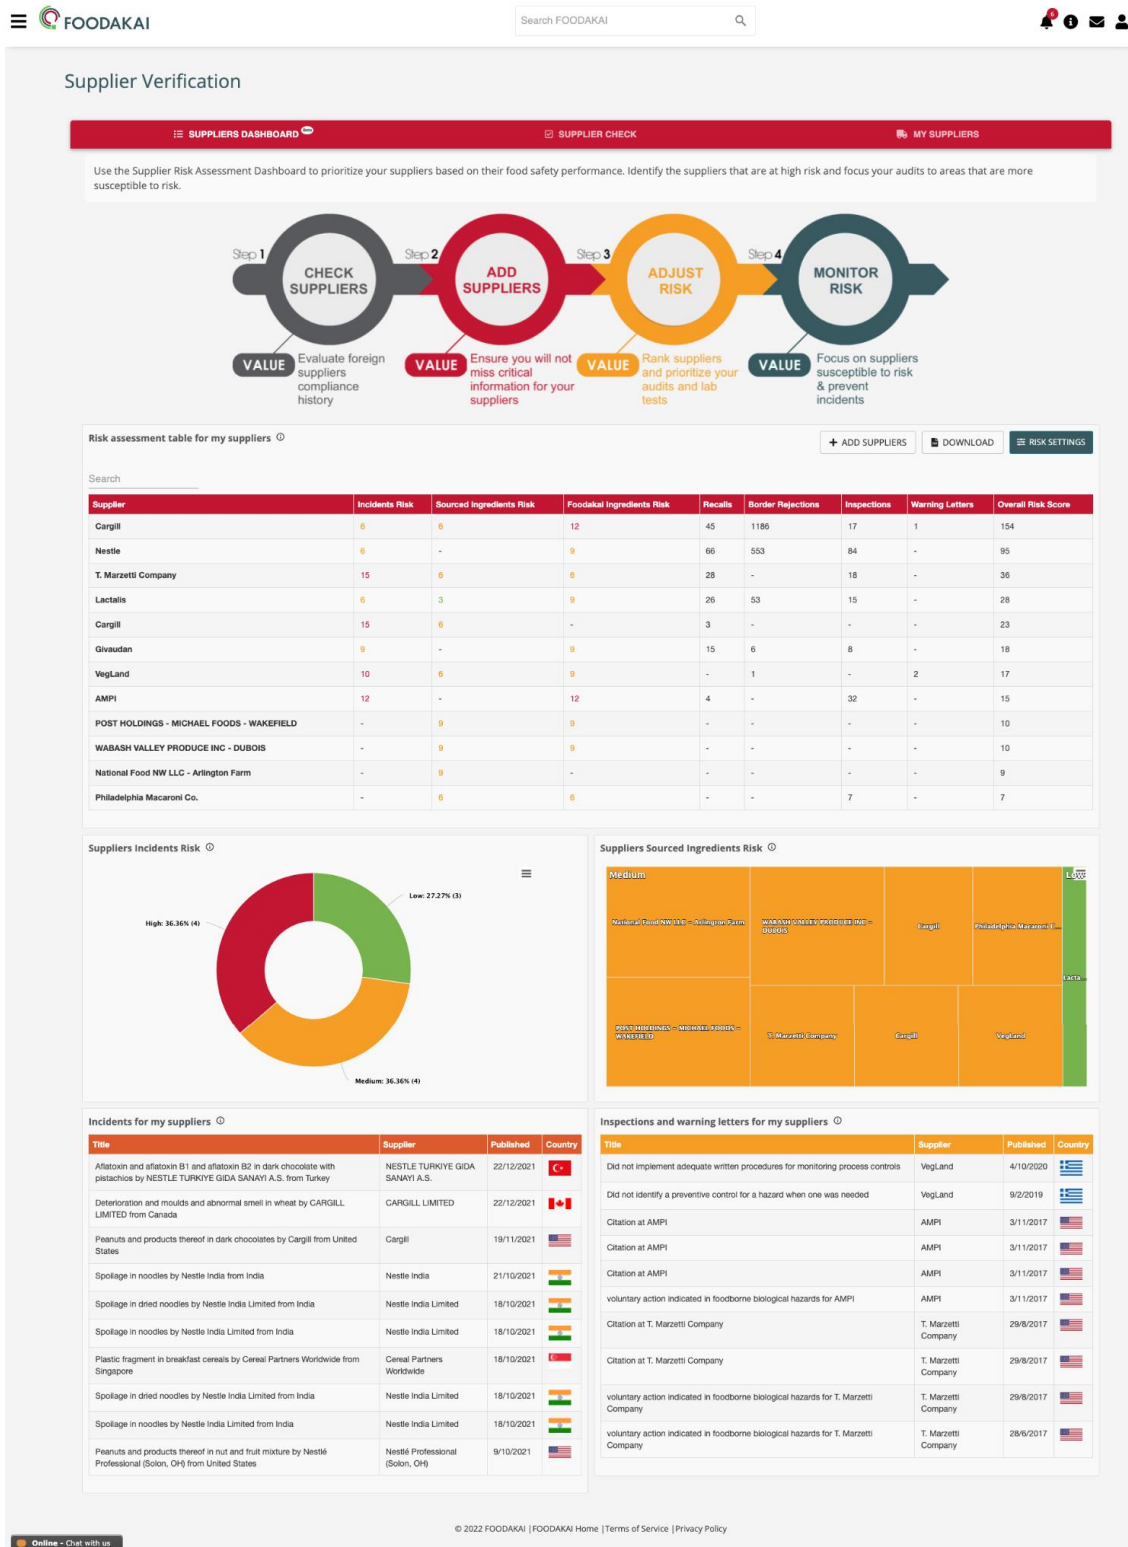 FOODAKAI
Search FOODAKAI
6
Supplier Verification
SUPPLIERS DASHBOARD
SUPPLIER CHECK
MY SUPPLIERS
Use the Supplier Risk Assessment Dashboard to prioritize your suppliers based on their food safety performance. Identify the suppliers that are at high risk and focus your audits to areas that are more
susceptible to risk.
Step 1
Step 2
Step 3
Step 4
CHECK SUPPLIERS
ADD SUPPLIERS
ADJUST RISK
MONITOR RISK
VALUE Evaluate foreign suppliers compliance history
VALUE Ensure you will not miss critical information for your suppliers
VALUE Rank suppliers and prioritize your audits and lab tests
VALUE Focus on suppliers susceptible to risk & prevent incidents
Risk assessment table for my suppliers
+ ADD SUPPLIERS
DOWNLOAD
RISK SETTINGS
Search
Supplier Incidents Risk Sourced Ingredients Risk Foodakai Ingredients Risk Recalls Border Rejections Inspections Warning Letters Overall Risk Score
Cargill 6 6 12 45 1186 17 1 154
Nestle 6 - 9 66 553 84 - 95
T. Marzetti Company 15 6 6 28 - 18 - 36
Lactalis 6 3 9 26 53 15 - 28
Cargill 15 6 - 3 - - - 23
Givaudan 9 - 9 15 6 8 - 18
VegLand 10 6 9 - 1 - 2 17
AMPI 12 - 12 4 - 32 - 15
POST HOLDINGS - MICHAEL FOODS - WAKEFIELD - 9 9 - - - - 10
WABASH VALLEY PRODUCE INC - DUBOIS - 9 9 - - - - 10
National Food NW LLC - Arlington Farm - 9 - - - - - 9
Philadelphia Macaroni Co. - 6 6 - - 7 - 7
Suppliers Incidents Risk
Low: 27.27% (3)
High: 36.36% (4)
Medium: 36.36% (4)
Suppliers Sourced Ingredients Risk
Medium
National Food NW LLC - Arlington Farm
WABASH VALLEY PRODUCE INC - DUBOIS
Cargill
Philadelphia Macaroni C...
Lacta...
POST HOLDINGS - MICHAEL FOODS - WAKEFIELD
T. Marzetti Company
Cargill
VegLand
Incidents for my suppliers
Title Supplier Published Country
Aflatoxin and aflatoxin B1 and aflatoxin B2 in dark chocolate with pistachios by NESTLE TURKIYE GIDA SANAYI A.S. from Turkey NESTLE TURKIYE GIDA SANAYI A.S. 22/12/2021
Deterioration and moulds and abnormal smell in wheat by CARGILL LIMITED from Canada CARGILL LIMITED 22/12/2021
Peanuts and products thereof in dark chocolates by Cargill from United States Cargill 19/11/2021
Spoilage in noodles by Nestle India from India Nestle India 21/10/2021
Spoilage in dried noodles by Nestle India Limited from India Nestle India Limited 18/10/2021
Spoilage in noodles by Nestle India Limited from India Nestle India Limited 18/10/2021
Plastic fragment in breakfast cereals by Cereal Partners Worldwide from Singapore Cereal Partners Worldwide 18/10/2021
Spoilage in dried noodles by Nestle India Limited from India Nestle India Limited 18/10/2021
Spoilage in noodles by Nestle India Limited from India Nestle India Limited 18/10/2021
Peanuts and products thereof in nut and fruit mixture by Nestlé Professional (Solon, OH) from United States Nestlé Professional (Solon, OH) 9/10/2021
Inspections and warning letters for my suppliers
Title Supplier Published Country
Did not implement adequate written procedures for monitoring process controls VegLand 4/10/2020
Did not identify a preventive control for a hazard when one was needed VegLand 9/2/2019
Citation at AMPI AMPI 3/11/2017
Citation at AMPI AMPI 3/11/2017
Citation at AMPI AMPI 3/11/2017
voluntary action indicated in foodborne biological hazards for AMPI AMPI 3/11/2017
Citation at T. Marzetti Company T. Marzetti Company 29/8/2017
Citation at T. Marzetti Company T. Marzetti Company 29/8/2017
voluntary action indicated in foodborne biological hazards for T. Marzetti Company T. Marzetti Company 29/8/2017
voluntary action indicated in foodborne biological hazards for T. Marzetti Company T. Marzetti Company 28/6/2017
© 2022 FOODAKAI |FOODAKAI Home |Terms of Service |Privacy Policy
Online - Chat with us